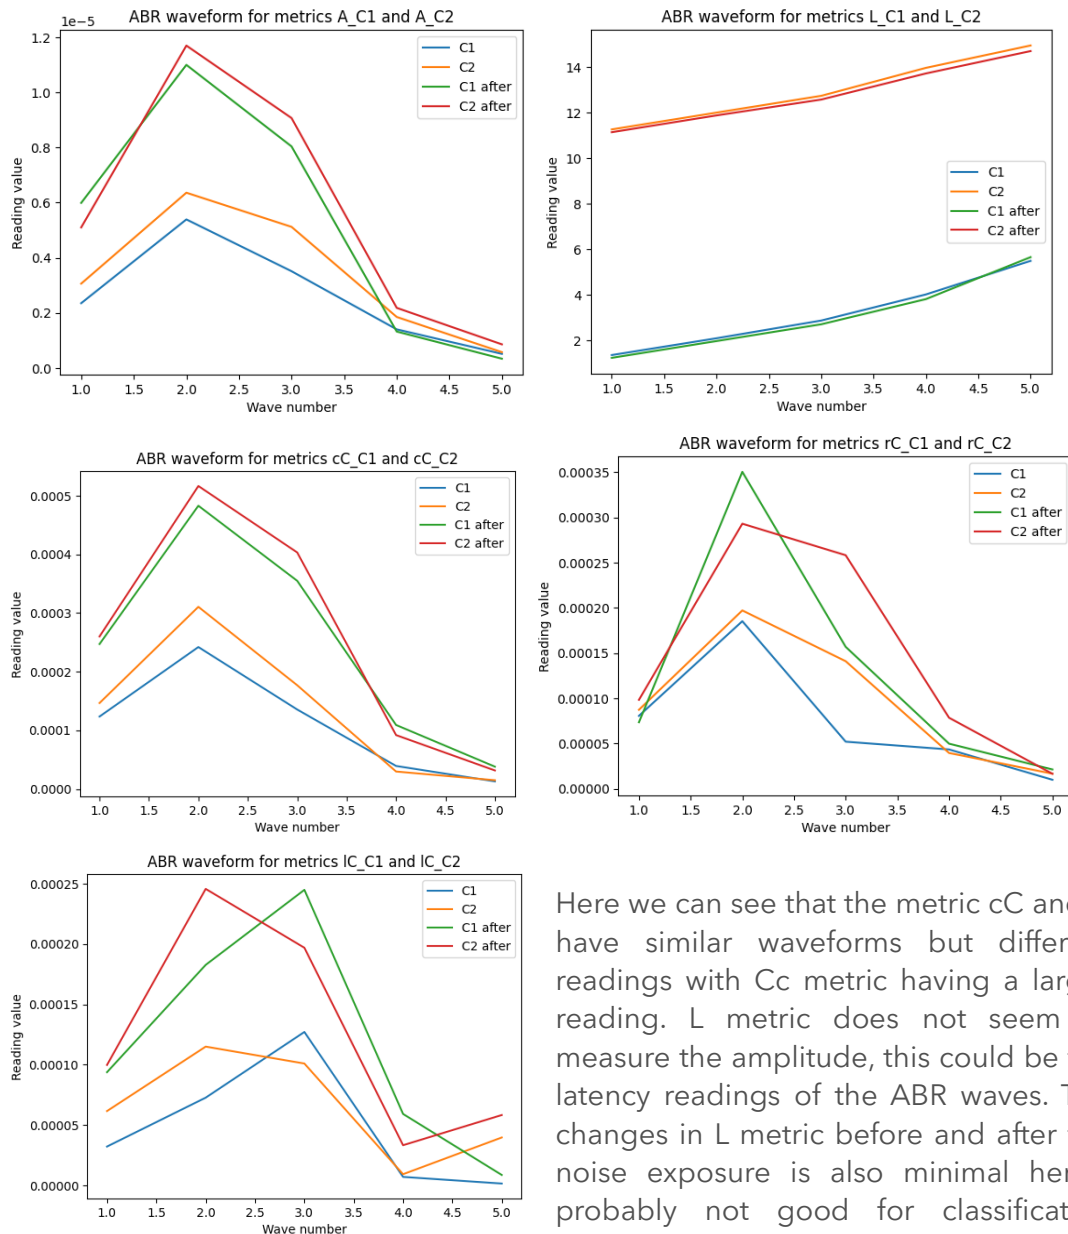 ABR waveform for metrics A_C1 and A_C2
1e−5
1.2
1.0
0.8
0.6
0.4
0.2
0.0
Reading value
C1
C2
C1 after
C2 after
1.0 1.5 2.0 2.5 3.0 3.5 4.0 4.5 5.0
Wave number
ABR waveform for metrics L_C1 and L_C2
14
12
10
8
6
4
2
Reading value
C1
C2
C1 after
C2 after
1.0 1.5 2.0 2.5 3.0 3.5 4.0 4.5 5.0
Wave number
ABR waveform for metrics cC_C1 and cC_C2
0.0005
0.0004
0.0003
0.0002
0.0001
0.0000
Reading value
C1
C2
C1 after
C2 after
1.0 1.5 2.0 2.5 3.0 3.5 4.0 4.5 5.0
Wave number
ABR waveform for metrics rC_C1 and rC_C2
0.00035
0.00030
0.00025
0.00020
0.00015
0.00010
0.00005
0.00000
Reading value
C1
C2
C1 after
C2 after
1.0 1.5 2.0 2.5 3.0 3.5 4.0 4.5 5.0
Wave number
ABR waveform for metrics lC_C1 and lC_C2
0.00025
0.00020
0.00015
0.00010
0.00005
0.00000
Reading value
C1
C2
C1 after
C2 after
1.0 1.5 2.0 2.5 3.0 3.5 4.0 4.5 5.0
Wave number
Here we can see that the metric cC and
have similar waveforms but differ
readings with Cc metric having a larg
reading. L metric does not seem
measure the amplitude, this could be
latency readings of the ABR waves. T
changes in L metric before and after
noise exposure is also minimal her
probably not good for classificat